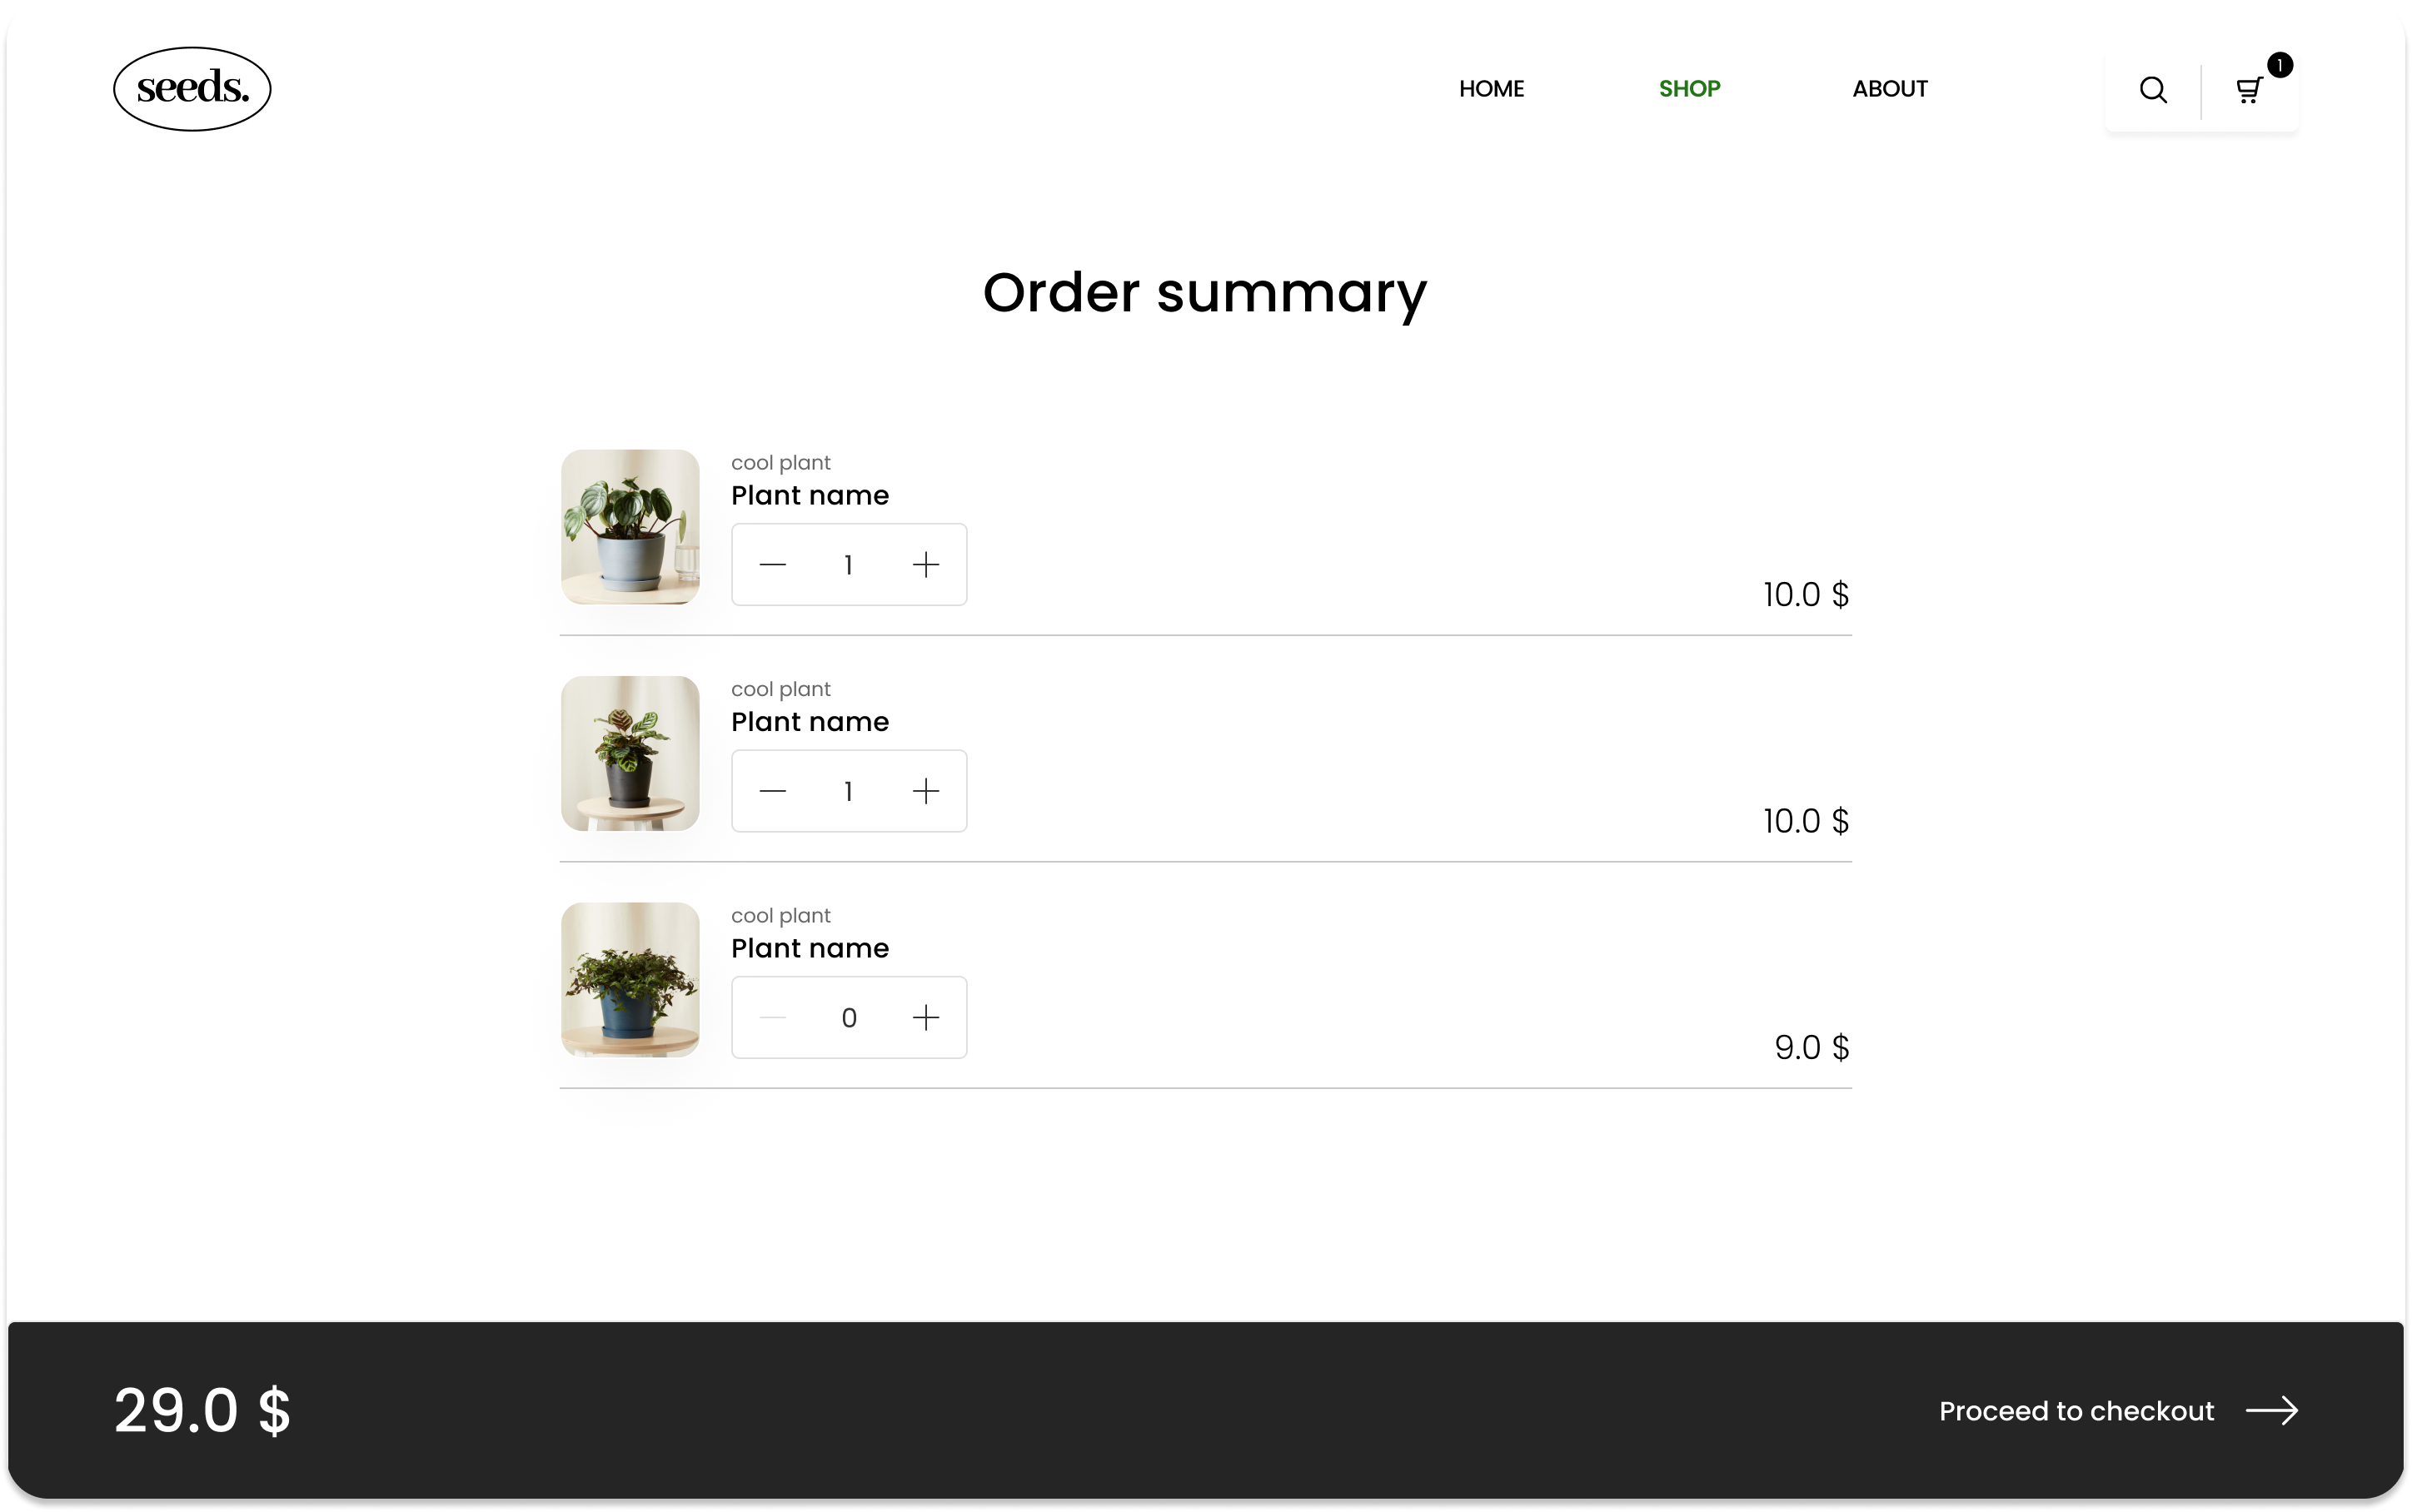 seeds.
HOME
SHOP
ABOUT
1
Order summary
cool plant
Plant name
1
10.0 $
cool plant
Plant name
1
10.0 $
cool plant
Plant name
0
9.0 $
29.0 $
Proceed to checkout